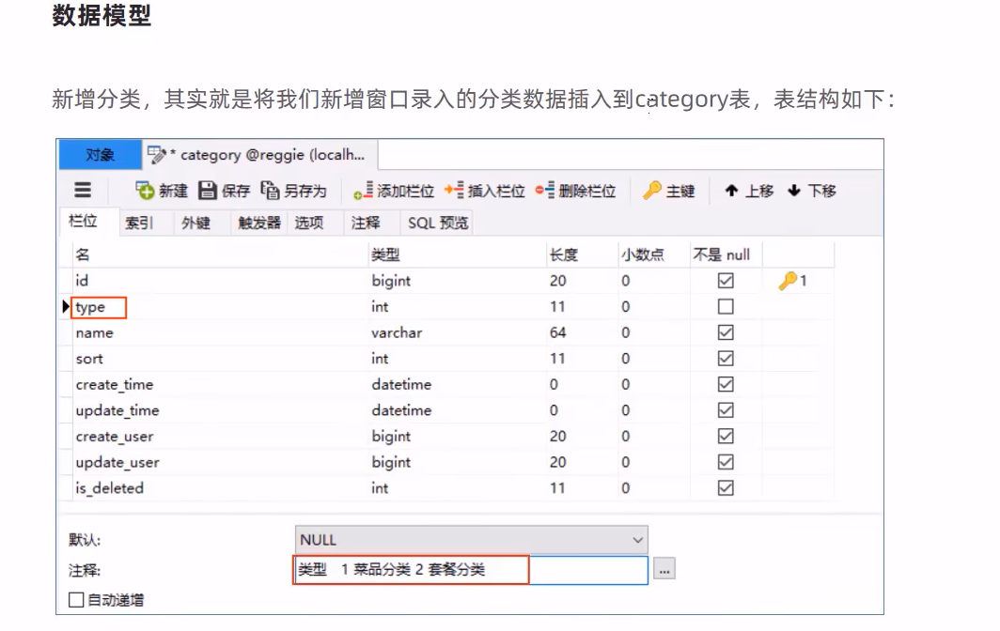 数据模型
新增分类，其实就是将我们新增窗口录入的分类数据插入到category表，表结构如下：
对象 * category @reggie (localh...
新建 保存 另存为 添加栏位 插入栏位 删除栏位 主键 上移 下移
栏位 索引 外键 触发器 选项 注释 SQL 预览
名 类型 长度 小数点 不是 null
id bigint 20 0 1
type int 11 0
name varchar 64 0
sort int 11 0
create_time datetime 0 0
update_time datetime 0 0
create_user bigint 20 0
update_user bigint 20 0
is_deleted int 11 0
默认: NULL
注释: 类型 1 菜品分类 2 套餐分类 ...
自动递增